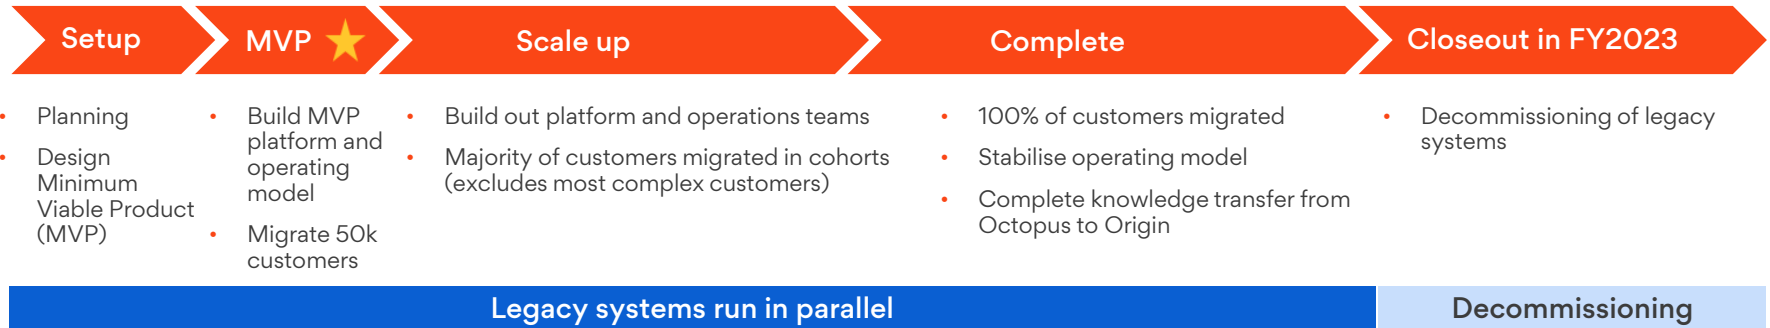 Setup
MVP
Scale up
Complete
Closeout in FY2023
• Planning
• Design
Minimum
Viable Product
(MVP)
• Build MVP
platform and
operating
model
• Migrate 50k
customers
• Build out platform and operations teams
• Majority of customers migrated in cohorts
(excludes most complex customers)
• 100% of customers migrated
• Stabilise operating model
• Complete knowledge transfer from
Octopus to Origin
• Decommissioning of legacy
systems
Legacy systems run in parallel
Decommissioning